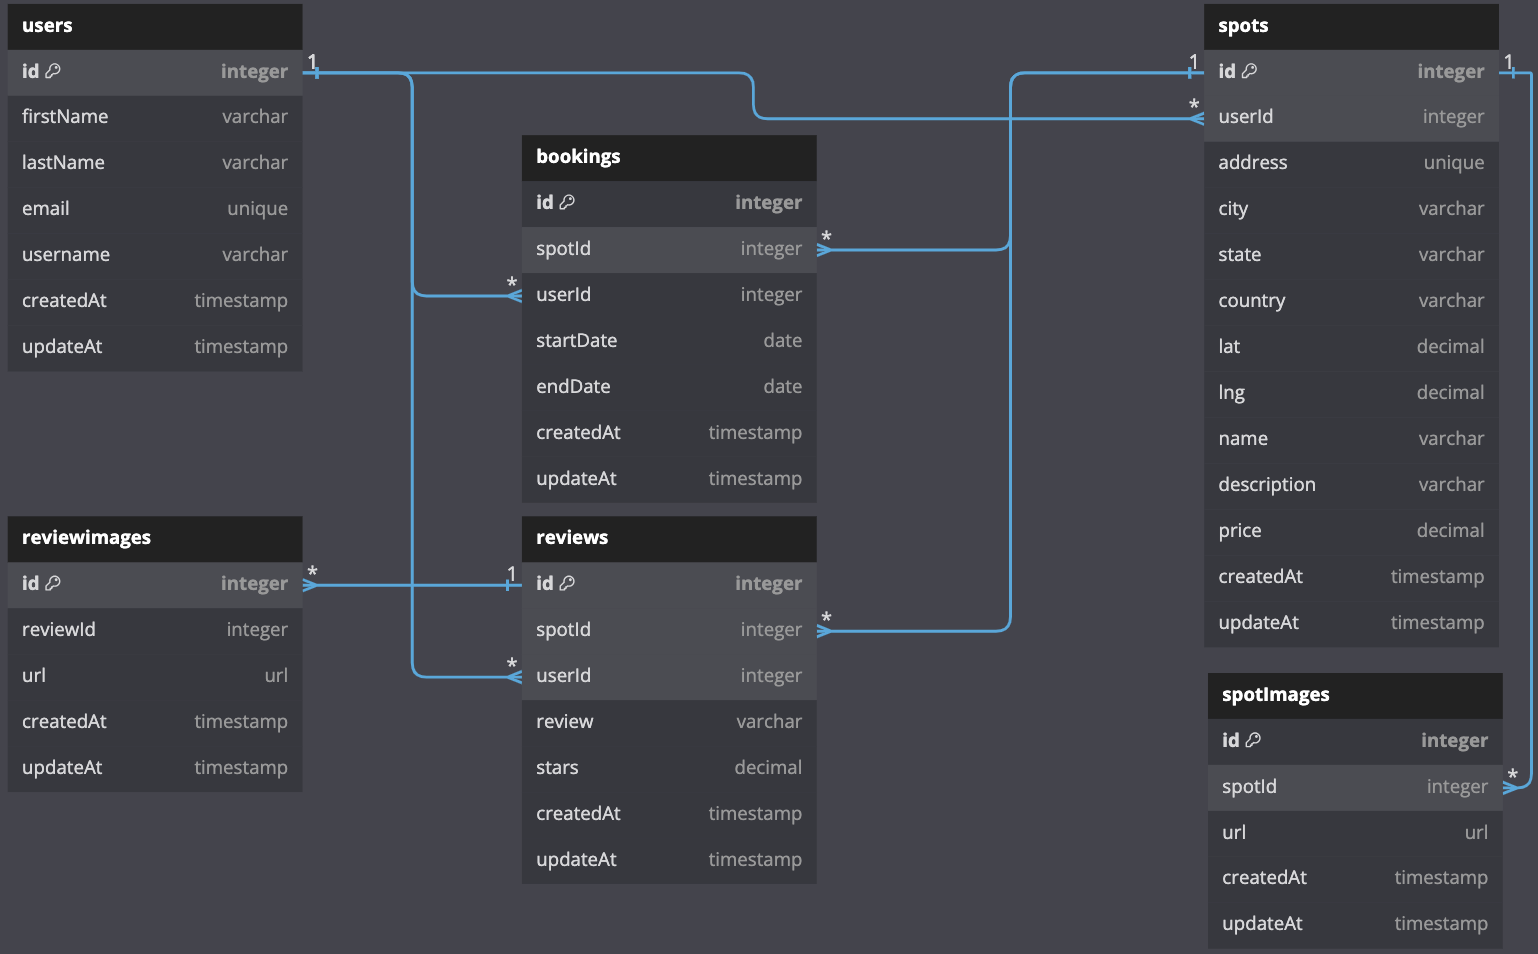 users
id integer
firstName varchar
lastName varchar
email unique
username varchar
createdAt timestamp
updateAt timestamp
1
bookings
id integer
spotId integer
userId integer
startDate date
endDate date
createdAt timestamp
updateAt timestamp
*
*
spots
id integer
userId integer
address unique
city varchar
state varchar
country varchar
lat decimal
lng decimal
name varchar
description varchar
price decimal
createdAt timestamp
updateAt timestamp
1
*
1
reviewimages
id integer
reviewId integer
url url
createdAt timestamp
updateAt timestamp
*
reviews
id integer
spotId integer
userId integer
review varchar
stars decimal
createdAt timestamp
updateAt timestamp
1
*
*
spotImages
id integer
spotId integer
url url
createdAt timestamp
updateAt timestamp
*